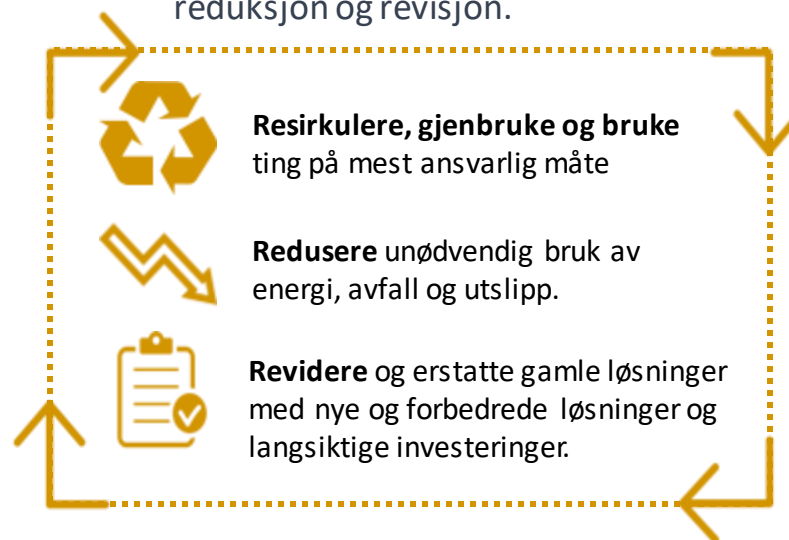 reduksjon og revisjon.
Resirkulere, gjenbruke og bruke
ting på mest ansvarlig måte
Redusere unødvendig bruk av
energi, avfall og utslipp.
Revidere og erstatte gamle løsninger
med nye og forbedrede løsninger og
langsiktige investeringer.